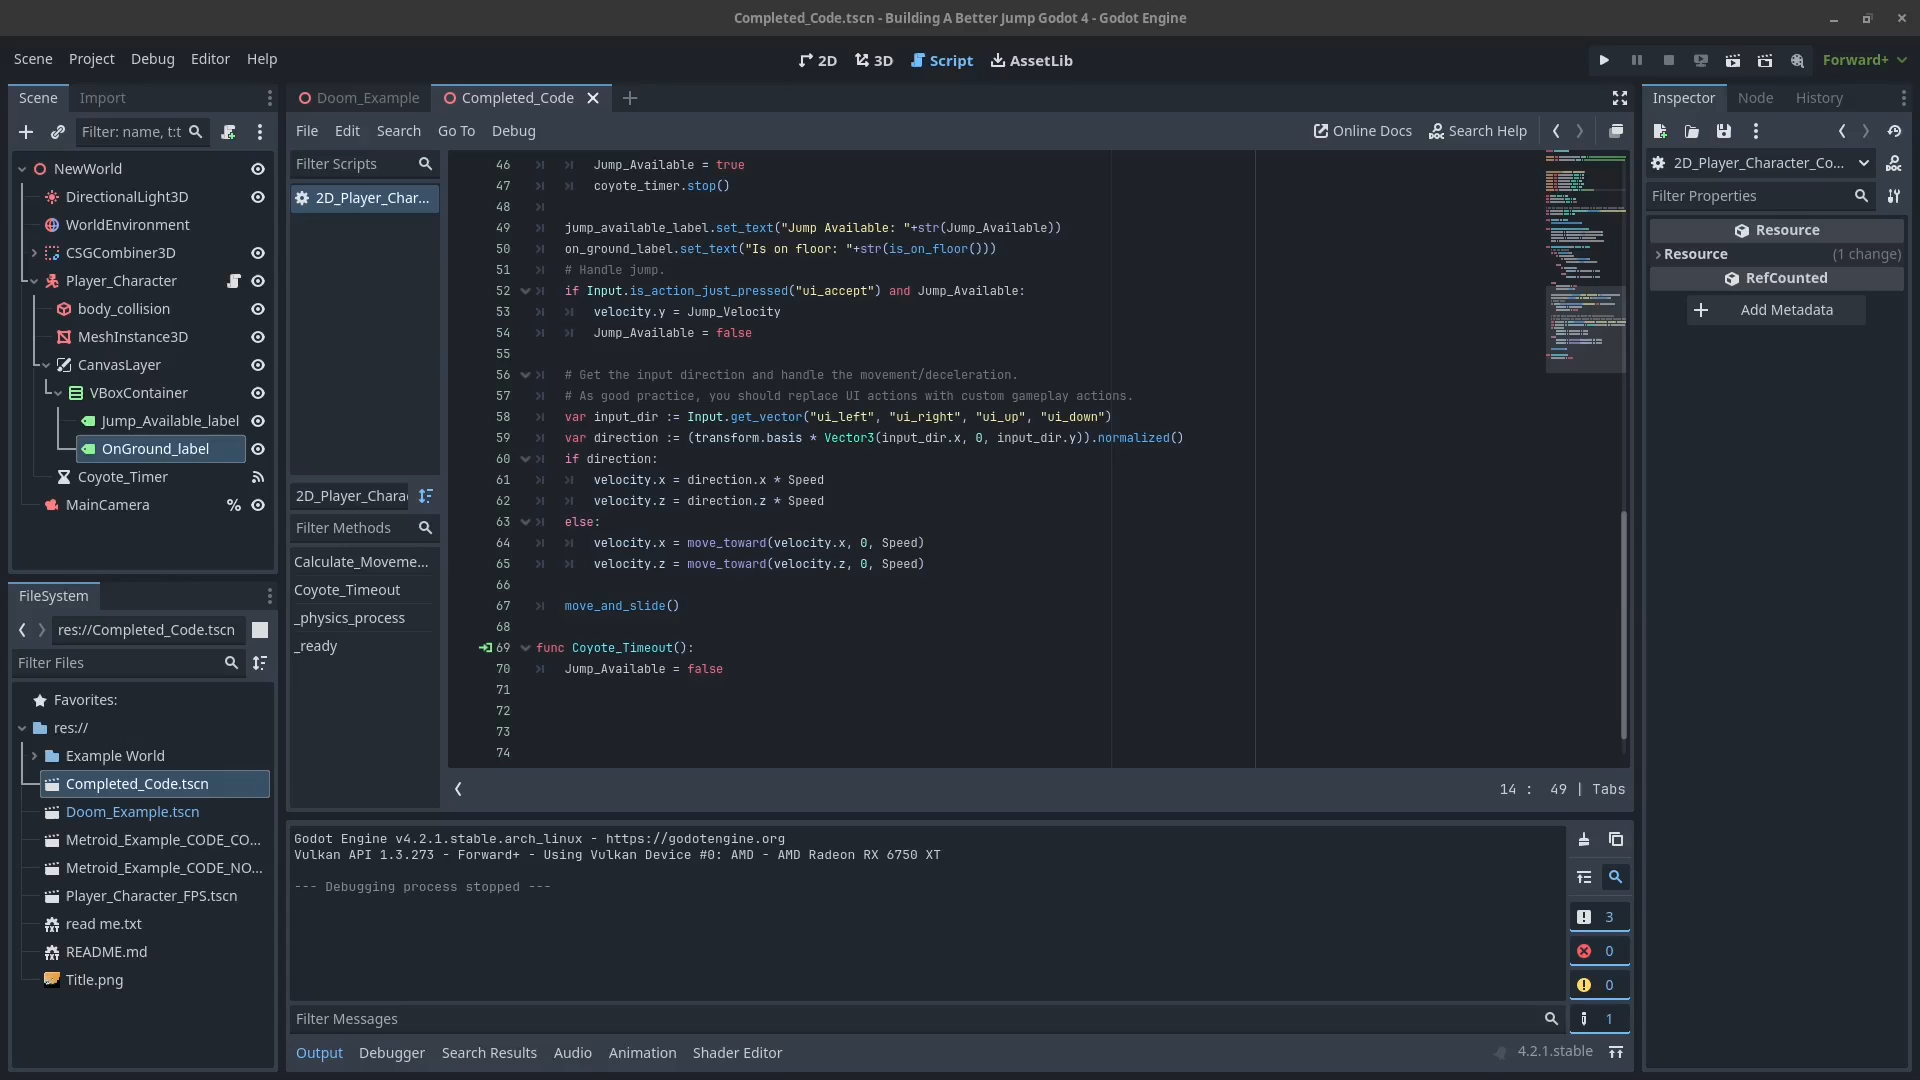 Completed_Code.tscn - Building A Better Jump Godot 4 - Godot Engine
Scene Project Debug Editor Help
2D 3D Script AssetLib
Forward+
Scene Import
Filter: name, t:t
NewWorld
DirectionalLight3D
WorldEnvironment
CSGCombiner3D
Player_Character
body_collision
MeshInstance3D
CanvasLayer
VBoxContainer
Jump_Available_label
OnGround_label
Coyote_Timer
MainCamera %
FileSystem
res://Completed_Code.tscn
Filter Files
Favorites:
res://
Example World
Completed_Code.tscn
Doom_Example.tscn
Metroid_Example_CODE_CO...
Metroid_Example_CODE_NO...
Player_Character_FPS.tscn
read me.txt
README.md
Title.png
Doom_Example Completed_Code
File Edit Search Go To Debug
Online Docs Search Help
Filter Scripts
2D_Player_Char...
2D_Player_Chara
Filter Methods
Calculate_Moveme...
Coyote_Timeout
_physics_process
_ready
46 Jump_Available = true
47 coyote_timer.stop()
48
49 jump_available_label.set_text("Jump Available: "+str(Jump_Available))
50 on_ground_label.set_text("Is on floor: "+str(is_on_floor()))
51 # Handle jump.
52 if Input.is_action_just_pressed("ui_accept") and Jump_Available:
53 velocity.y = Jump_Velocity
54 Jump_Available = false
55
56 # Get the input direction and handle the movement/deceleration.
57 # As good practice, you should replace UI actions with custom gameplay actions.
58 var input_dir := Input.get_vector("ui_left", "ui_right", "ui_up", "ui_down")
59 var direction := (transform.basis * Vector3(input_dir.x, 0, input_dir.y)).normalized()
60 if direction:
61 velocity.x = direction.x * Speed
62 velocity.z = direction.z * Speed
63 else:
64 velocity.x = move_toward(velocity.x, 0, Speed)
65 velocity.z = move_toward(velocity.z, 0, Speed)
66
67 move_and_slide()
68
69 func Coyote_Timeout():
70 Jump_Available = false
71
72
73
74
14 : 49 | Tabs
Godot Engine v4.2.1.stable.arch_linux - https://godotengine.org
Vulkan API 1.3.273 - Forward+ - Using Vulkan Device #0: AMD - AMD Radeon RX 6750 XT
--- Debugging process stopped ---
3
0
0
1
Filter Messages
Output Debugger Search Results Audio Animation Shader Editor
4.2.1.stable
Inspector Node History
2D_Player_Character_Co...
Filter Properties
Resource
Resource (1 change)
RefCounted
Add Metadata